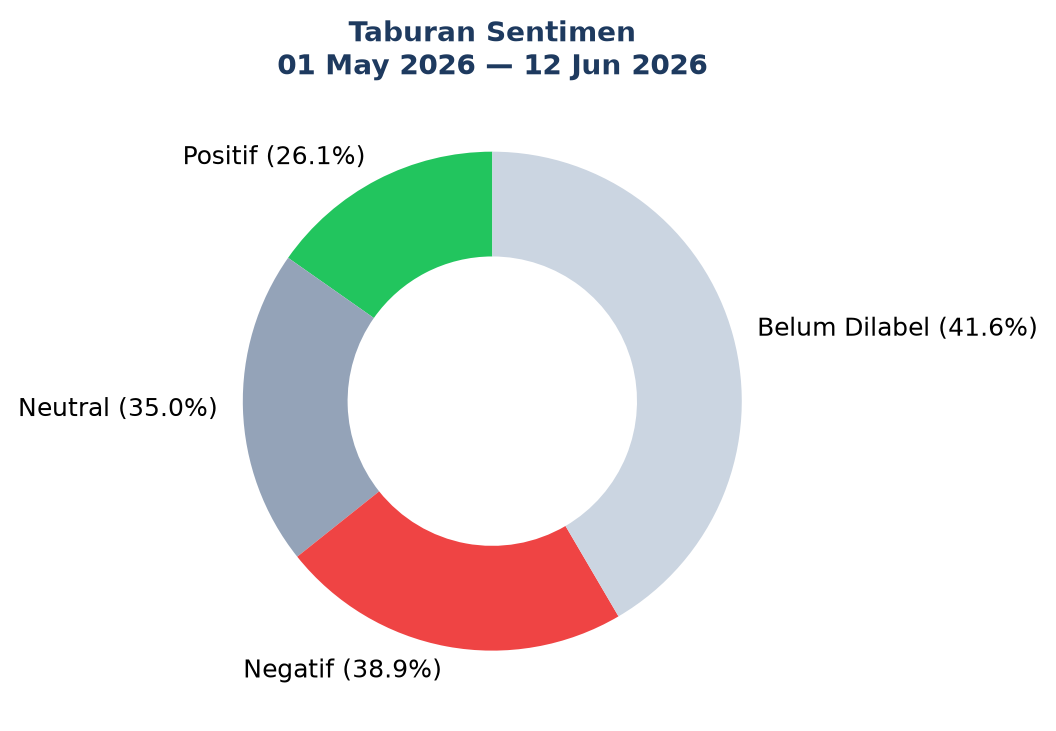 Taburan Sentimen
01 May 2026 — 12 Jun 2026
Positif (26.1%)
Belum Dilabel (41.6%)
Neutral (35.0%)
Negatif (38.9%)